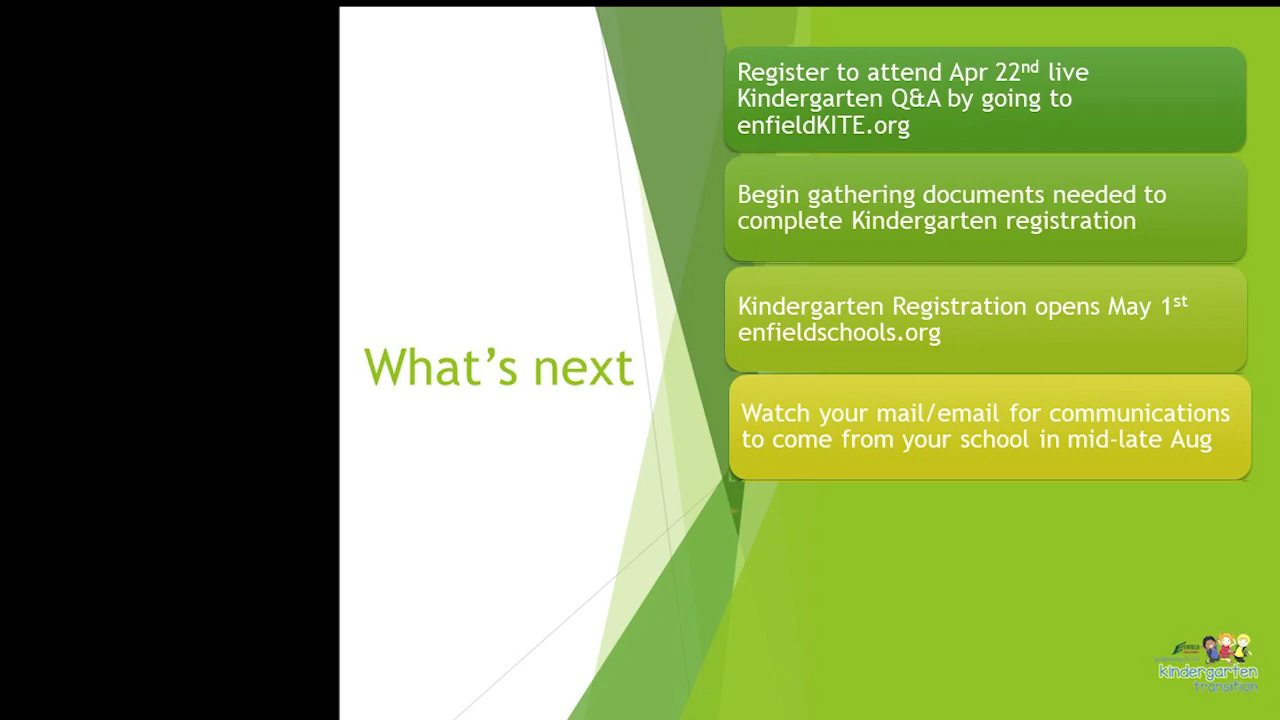 What's next
Register to attend Apr 22nd live
Kindergarten Q&A by going to
enfieldKITE.org
Begin gathering documents needed to
complete Kindergarten registration
Kindergarten Registration opens May 1st
enfieldschools.org
Watch your mail/email for communications
to come from your school in mid-late Aug
kindergarten
transition